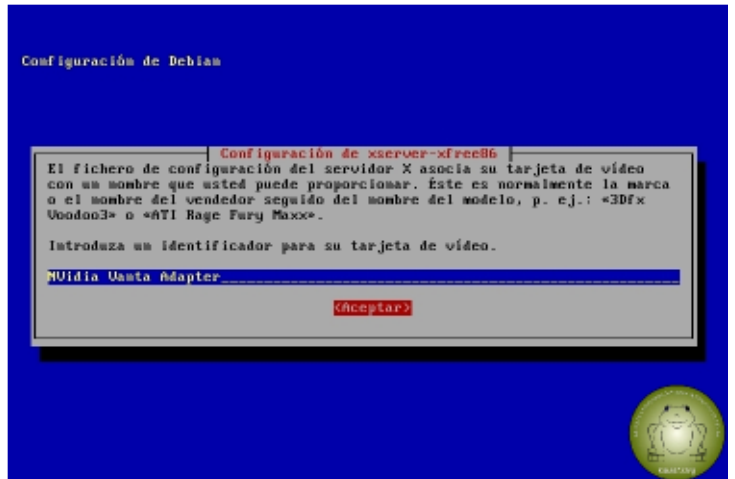 Configuración de Debian
Configuración de xserver-xfree86
El fichero de configuración del servidor X asocia su tarjeta de vídeo
con un nombre que usted puede proporcionar. Éste es normalmente la marca
o el nombre del vendedor seguido del nombre del modelo, p. ej.: «3Dfx
Voodoo3» o «ATI Rage Fury Maxx».
Introduzca un identificador para su tarjeta de vídeo.
NVidia Vanta Adapter
<Aceptar>